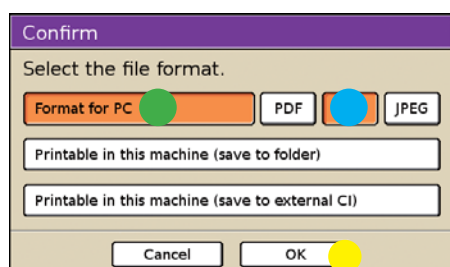 Confirm
Select the file format.
Format for PC PDF JPEG
Printable in this machine (save to folder)
Printable in this machine (save to external CI)
Cancel OK